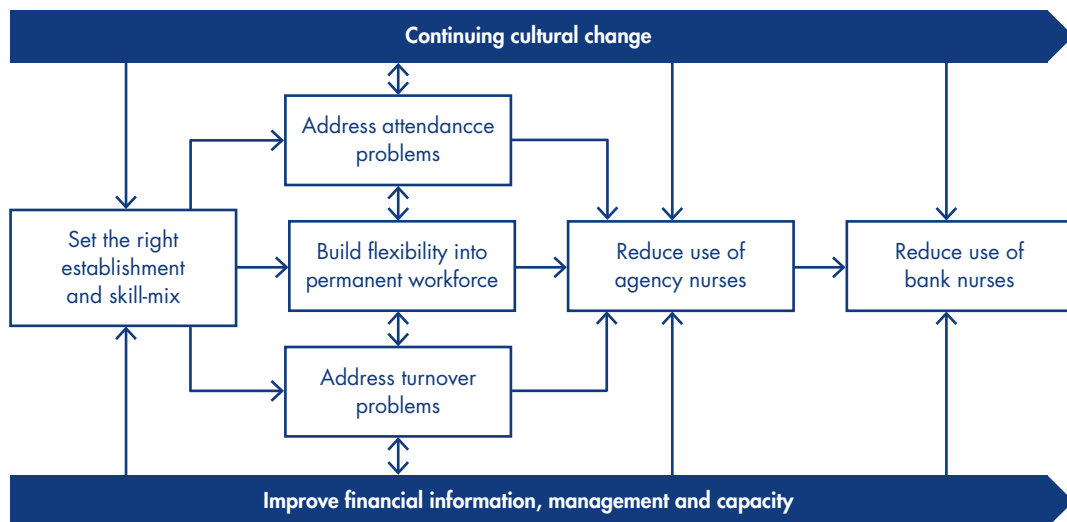 Continuing cultural change
Address attendancce
problems
Set the right
establishment
and skill-mix
Build flexibility into
permanent workforce
Reduce use of
agency nurses
Reduce use of
bank nurses
Address turnover
problems
Improve financial information, management and capacity